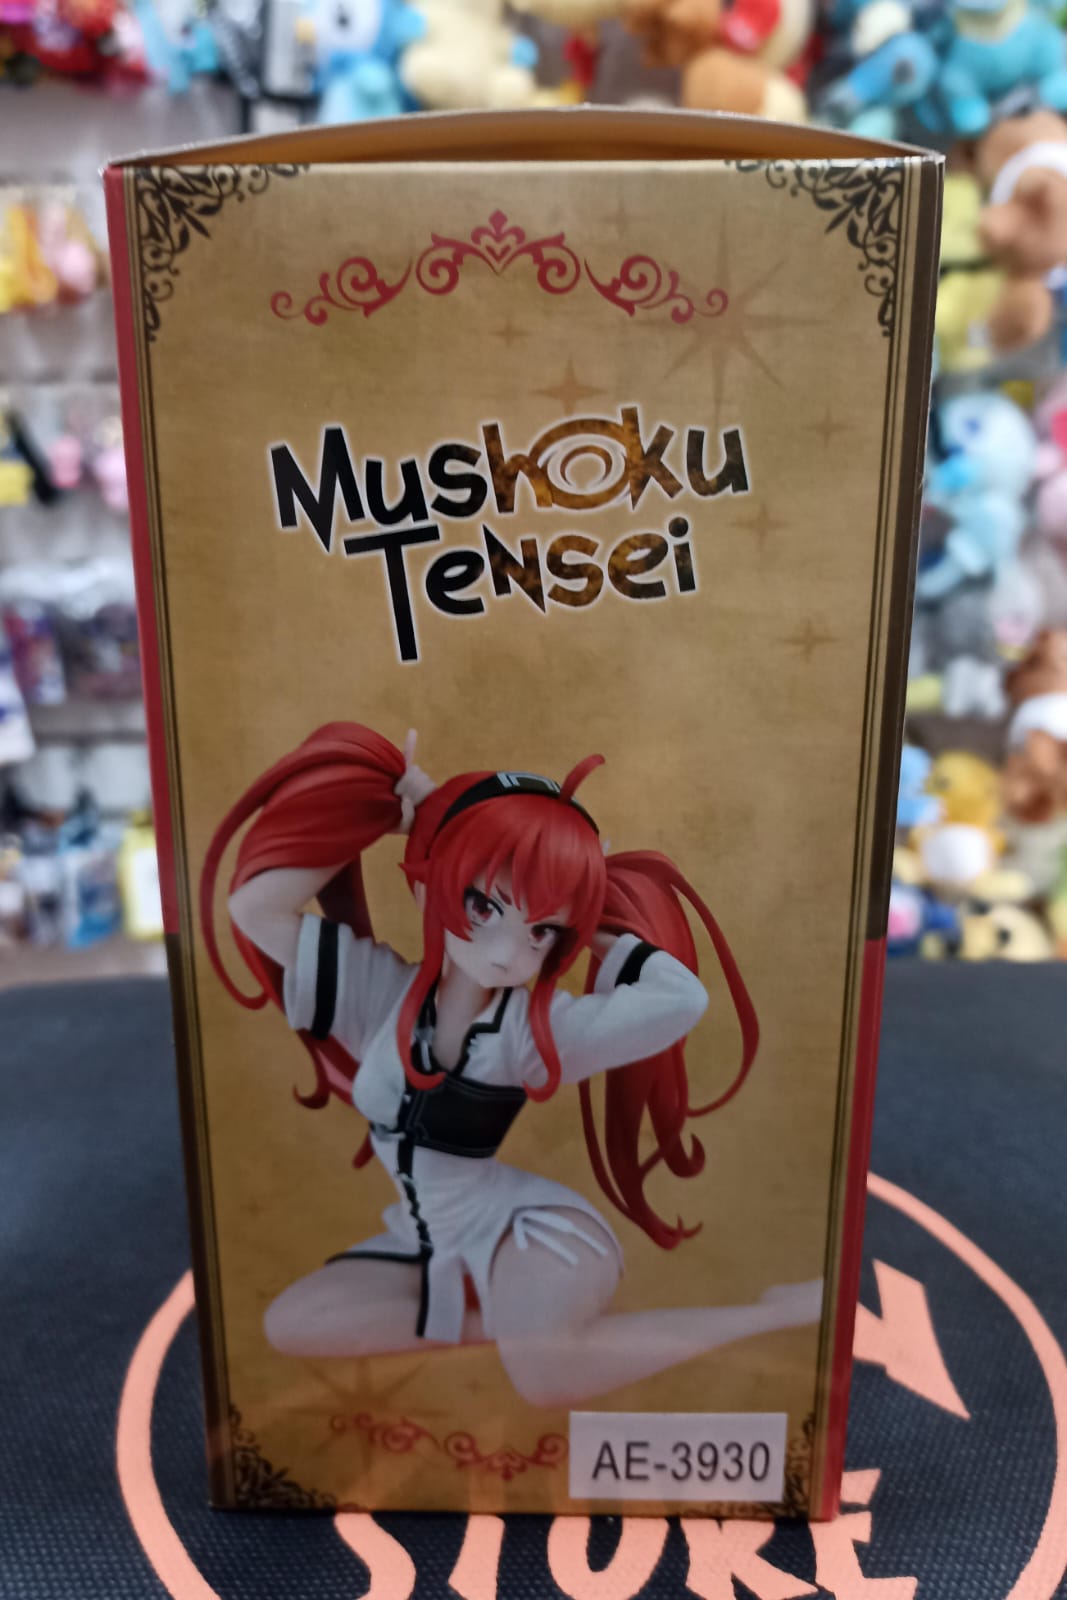 Mushoku
Tensei
AE-3930
STORE